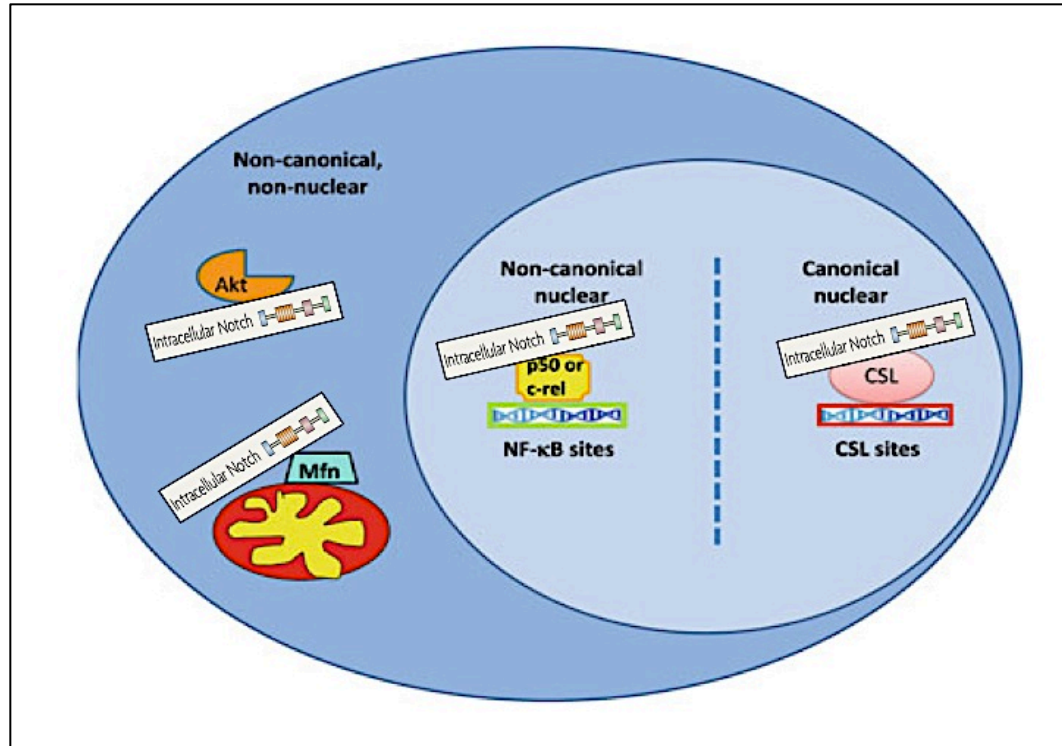 Non-canonical,
non-nuclear
Akt
Intracellular Notch
Intracellular Notch
Mfn
Non-canonical
nuclear
Intracellular Notch
p50 or
c-rel
NF-κB sites
Canonical
nuclear
Intracellular Notch
CSL
CSL sites